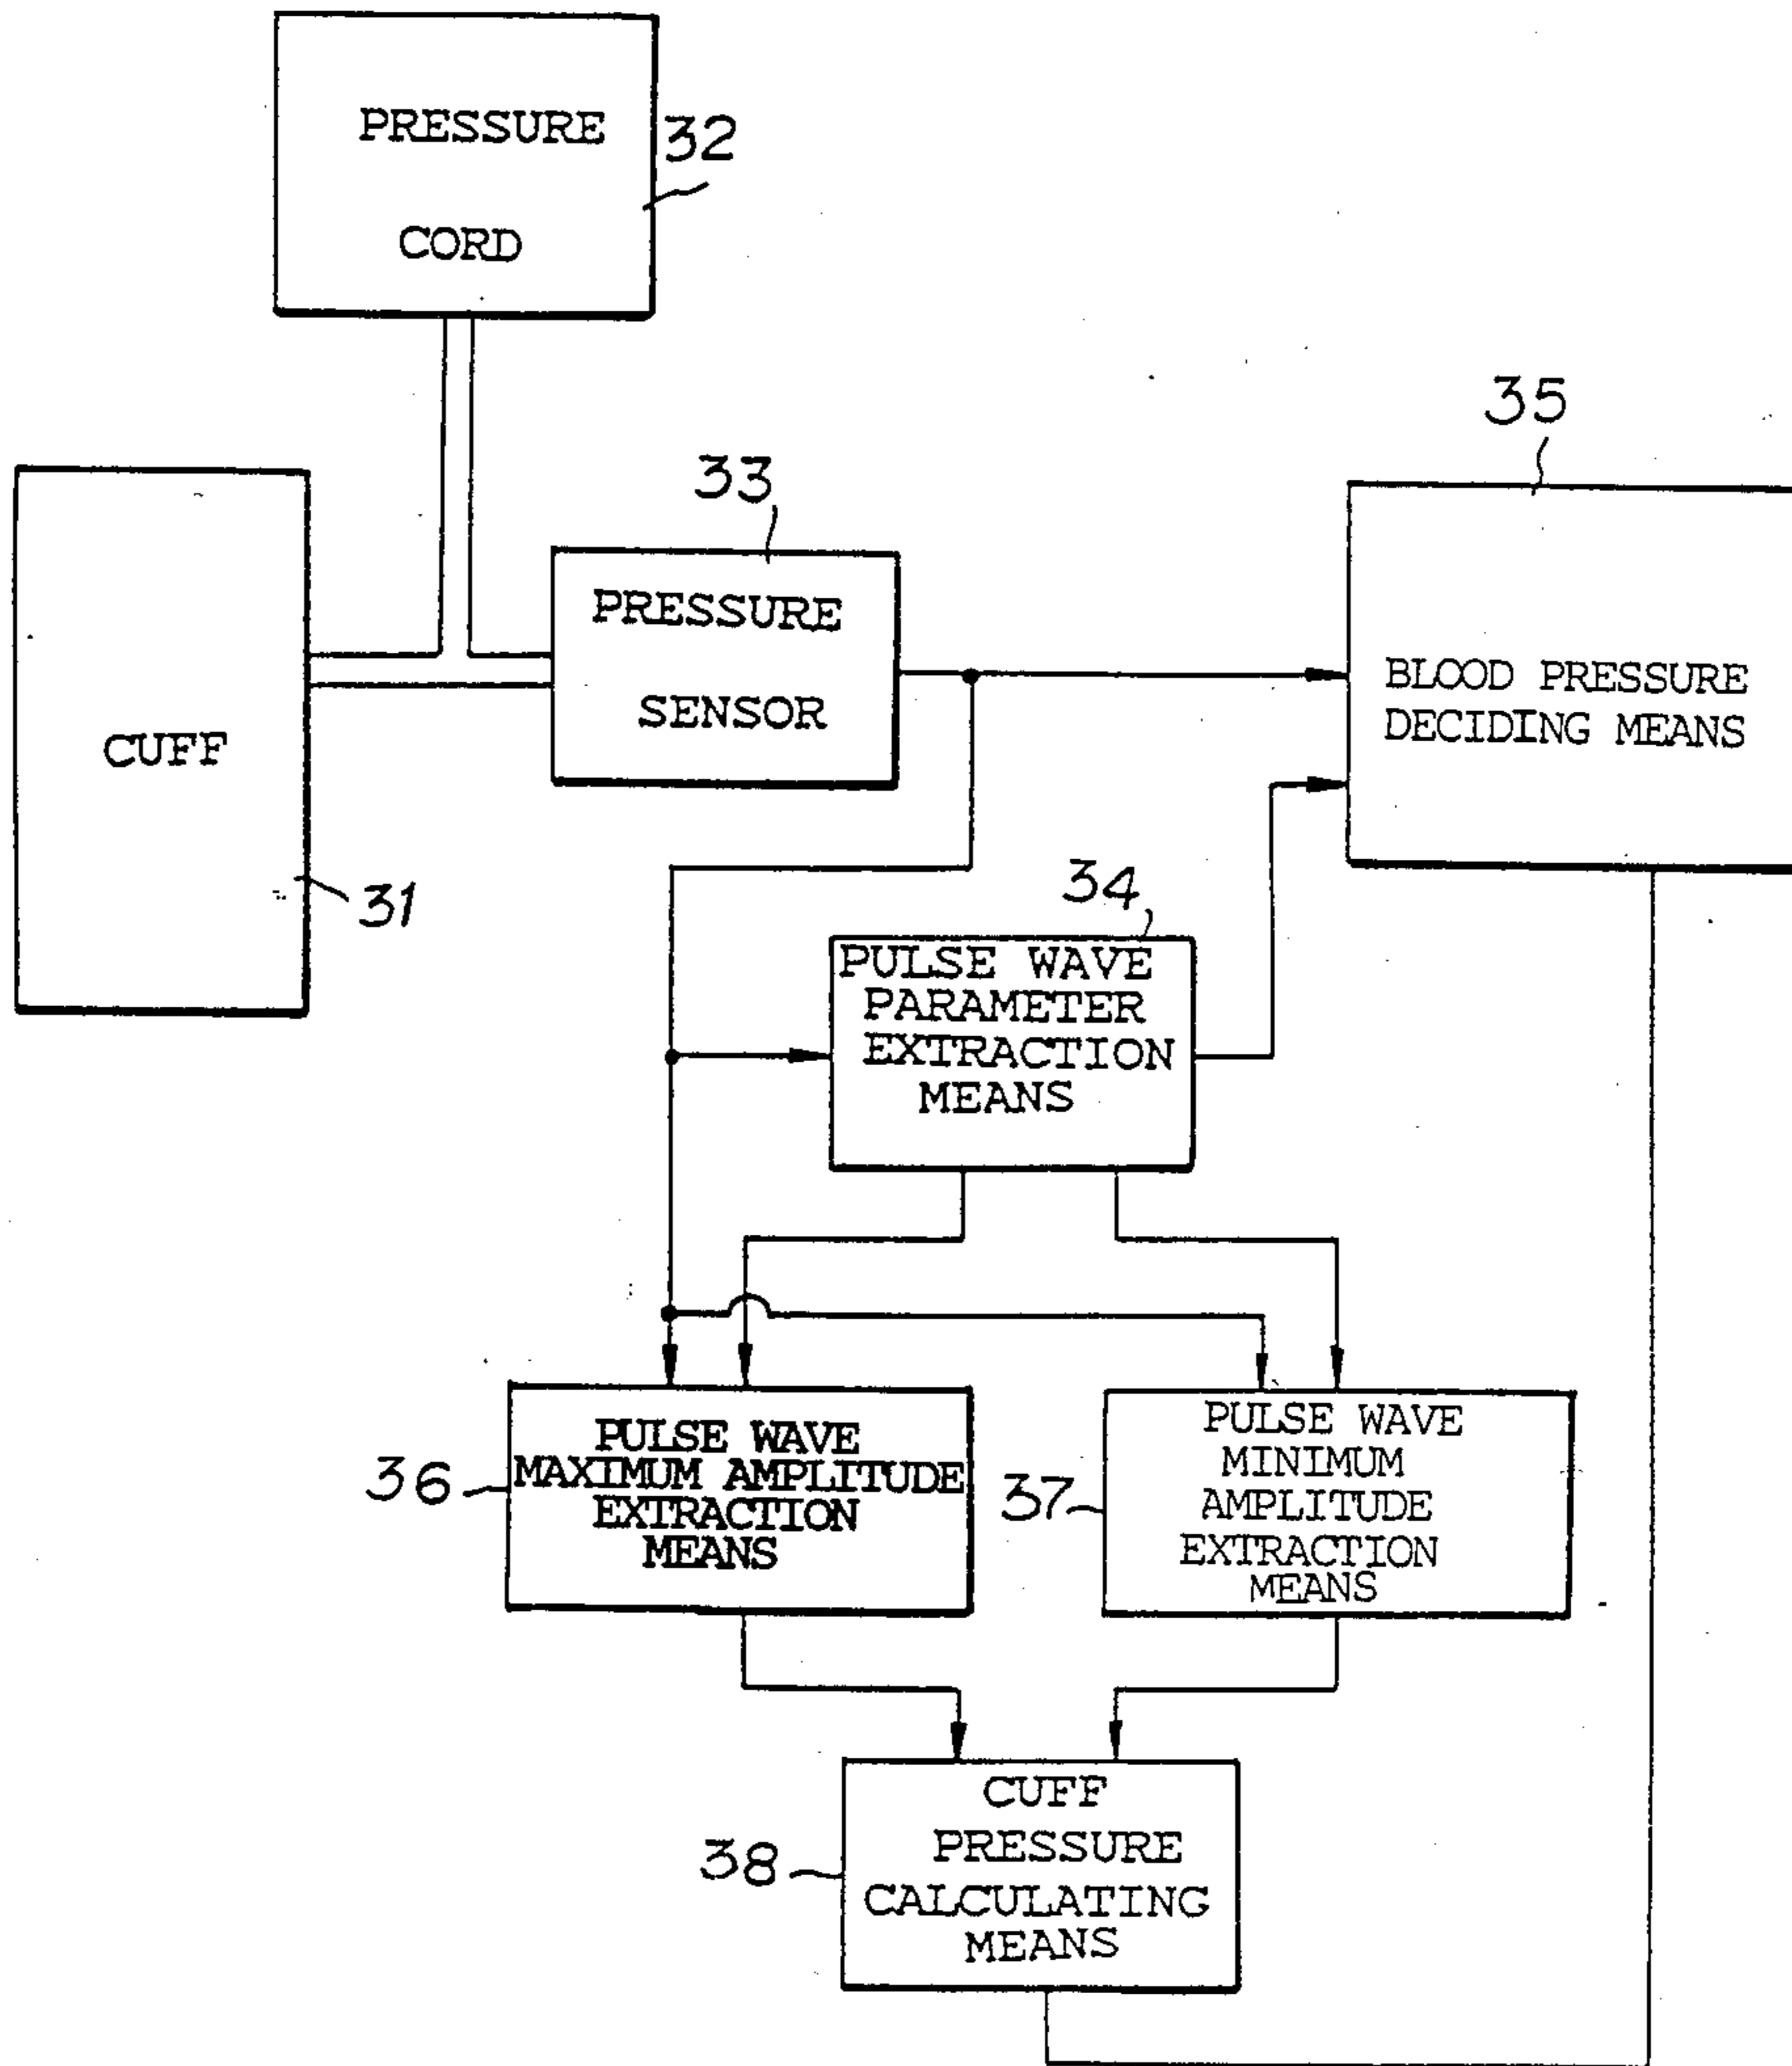 PRESSURE
CORD
32
35
33
PRESSURE
SENSOR
BLOOD PRESSURE
DECIDING MEANS
CUFF
31
34
PULSE WAVE
PARAMETER
EXTRACTION
MEANS
36
PULSE WAVE
MAXIMUM AMPLITUDE
EXTRACTION
MEANS
37
PULSE WAVE
MINIMUM
AMPLITUDE
EXTRACTION
MEANS
38
CUFF
PRESSURE
CALCULATING
MEANS